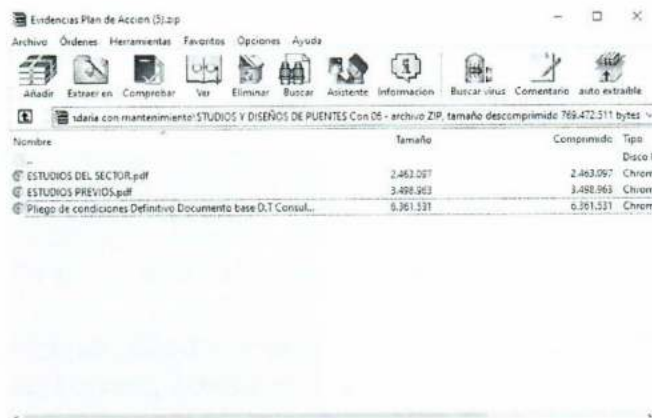 Evidencias Plan de Accion (5).zip
Archivo Órdenes Herramientas Favoritos Opciones Ayuda
Añadir Extraer en Comprobar Ver Eliminar Buscar Asistente Informacion Buscar virus Comentario auto extraible
idaria con mantenimiento\STUDIOS Y DISEÑOS DE PUENTES Con 06 - archivo ZIP, tamaño descomprimido 769.472.511 bytes
Nombre Tamaño Comprimido Tipo
.. Disco
ESTUDIOS DEL SECTOR.pdf 2.463.097 2.463.097 Chrom
ESTUDIOS PREVIOS.pdf 3.498.963 3.498.963 Chrom
Pliego de condiciones Definitivo Documento base D.T Consul... 6.361.531 6.361.531 Chrom